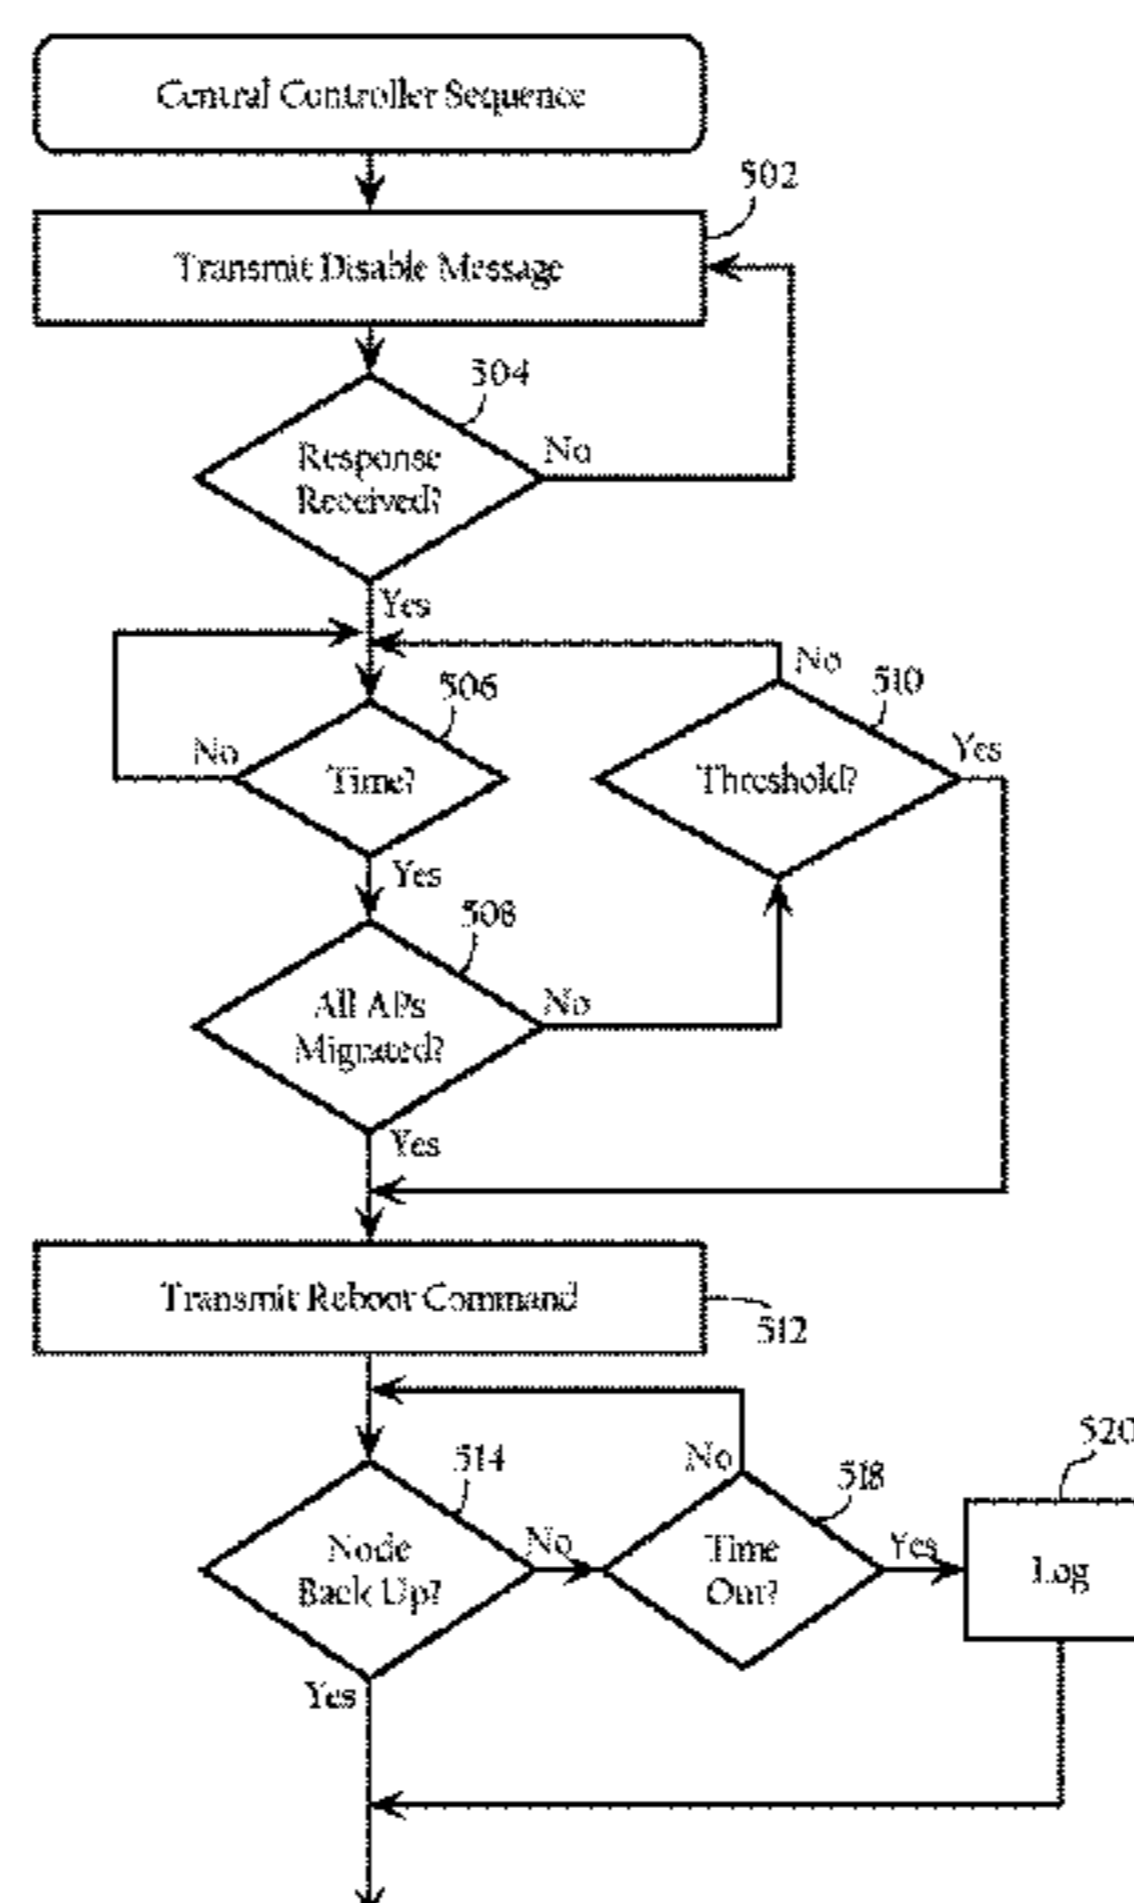 Central Controller Sequence
502
Transmit Disable Message
504
Response
Received?
No
Yes
No
506
510
No
Time?
Threshold?
Yes
Yes
508
All APs
Migrated?
No
Yes
Transmit Reboot Command
512
514
No
518
520
Node
Back Up?
No
Time
Out?
Yes
Log
Yes